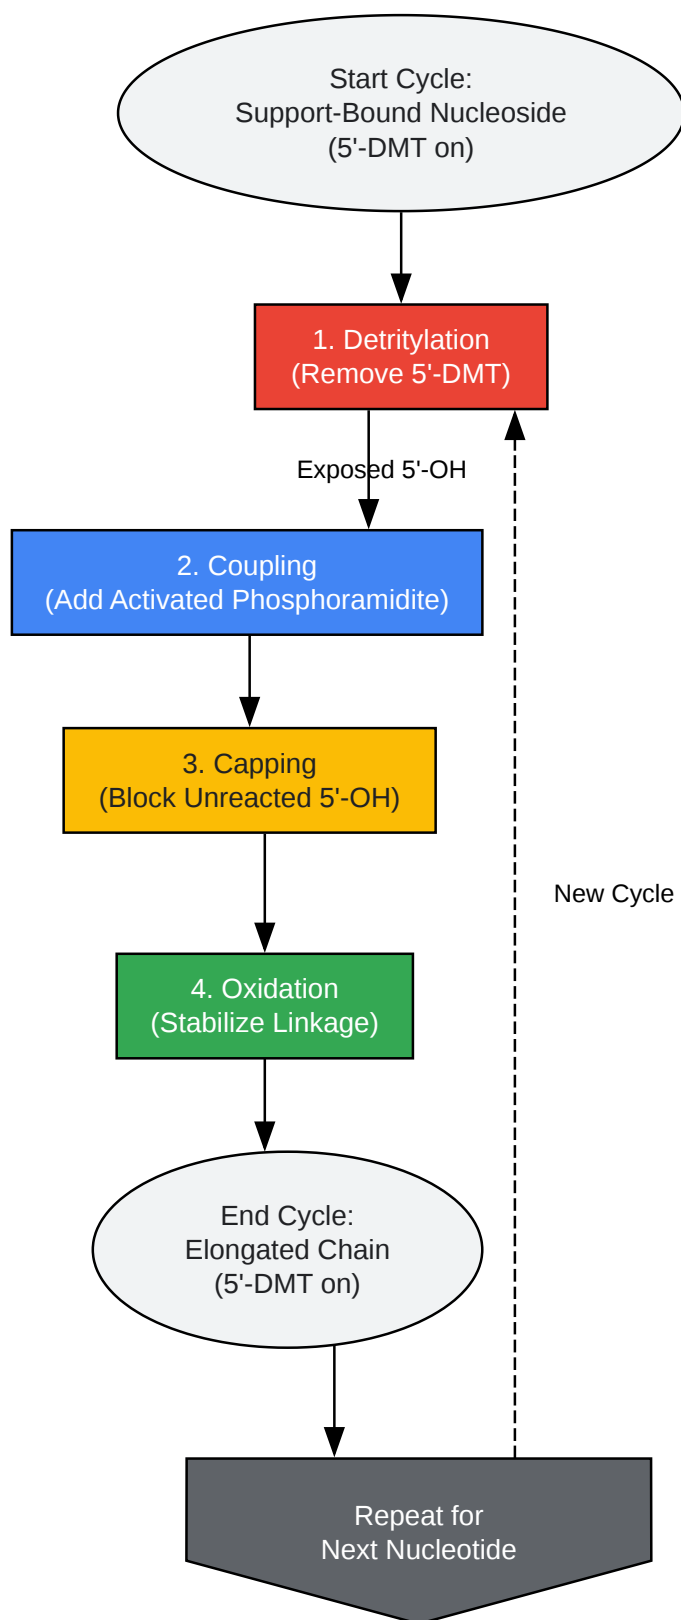 Start Cycle:
Support-Bound Nucleoside
(5'-DMT on)
1. Detritylation
(Remove 5'-DMT)
Exposed 5'-OH
2. Coupling
(Add Activated Phosphoramidite)
3. Capping
(Block Unreacted 5'-OH)
New Cycle
4. Oxidation
(Stabilize Linkage)
End Cycle:
Elongated Chain
(5'-DMT on)
Repeat for
Next Nucleotide